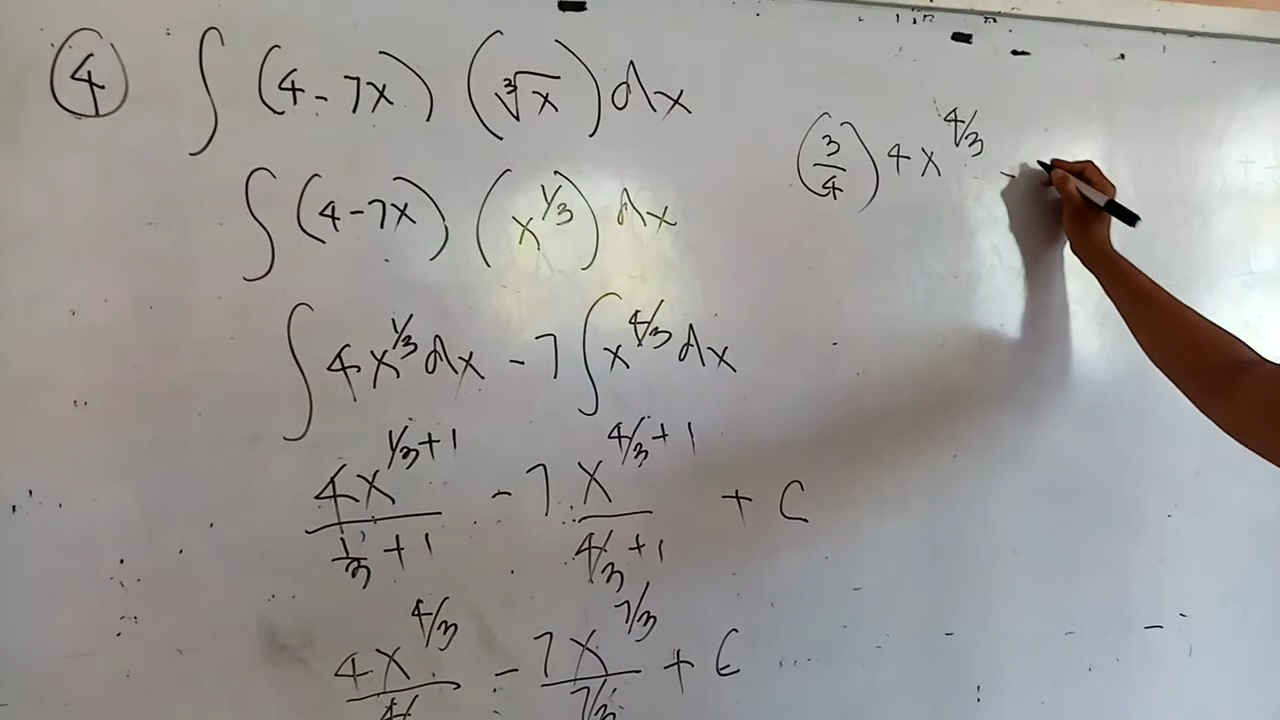 ④ ∫ (4 - 7x) (∛x) dx
∫ (4 - 7x) (x^1/3) dx
∫ 4x^1/3 dx - 7 ∫ x^4/3 dx
4x^1/3+1 / 1/3 + 1 - 7 x^4/3+1 / 4/3 + 1 + C
4x^4/3 / 4/ - 7x^7/3 / 7/3 + C
(3/4) 4x^4/3 -